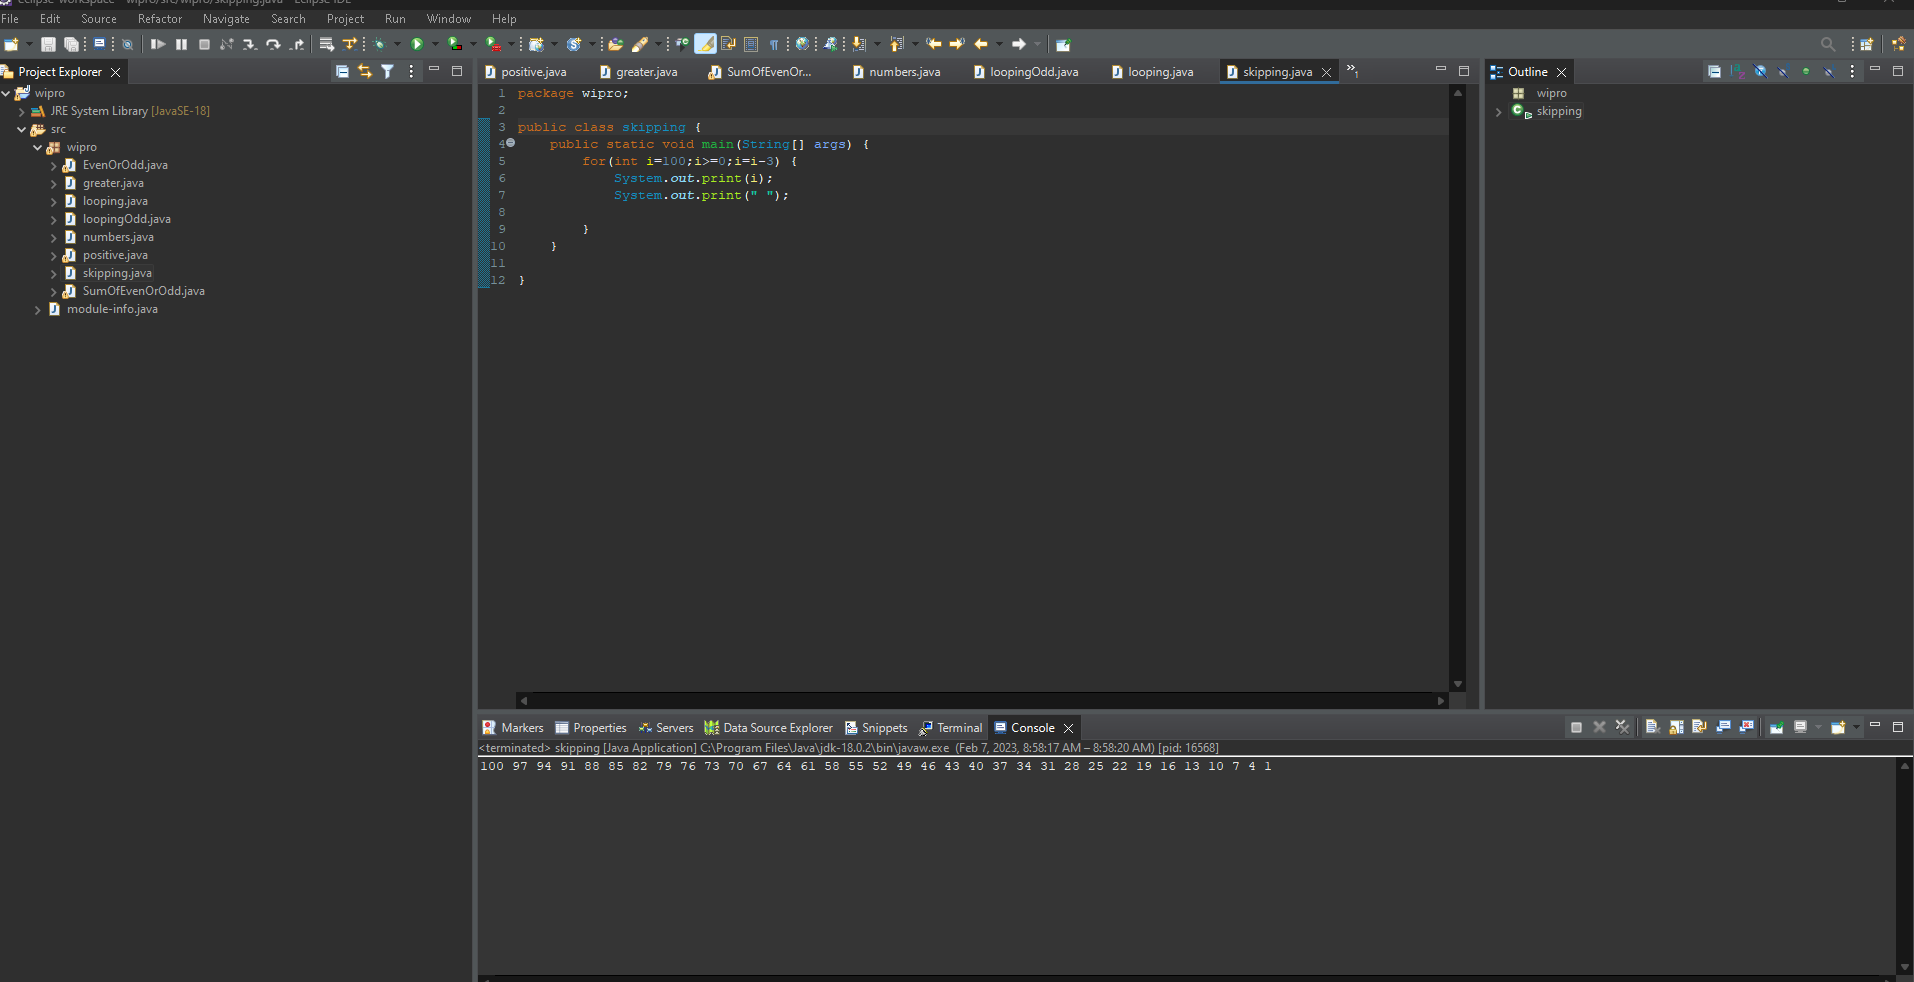 eclipse-workspace - wipro/src/wipro/skipping.java - Eclipse IDE
File Edit Source Refactor Navigate Search Project Run Window Help
Project Explorer
wipro
JRE System Library [JavaSE-18]
src
wipro
EvenOrOdd.java
greater.java
looping.java
loopingOdd.java
numbers.java
positive.java
skipping.java
SumOfEvenOrOdd.java
module-info.java
positive.java greater.java SumOfEvenOr... numbers.java loopingOdd.java looping.java skipping.java »1
1 package wipro;
2
3 public class skipping {
4 public static void main(String[] args) {
5 for(int i=100;i>=0;i=i-3) {
6 System.out.print(i);
7 System.out.print(" ");
8
9 }
10 }
11
12 }
Outline
wipro
skipping
Markers Properties Servers Data Source Explorer Snippets Terminal Console
<terminated> skipping [Java Application] C:\Program Files\Java\jdk-18.0.2\bin\javaw.exe (Feb 7, 2023, 8:58:17 AM – 8:58:20 AM) [pid: 16568]
100 97 94 91 88 85 82 79 76 73 70 67 64 61 58 55 52 49 46 43 40 37 34 31 28 25 22 19 16 13 10 7 4 1